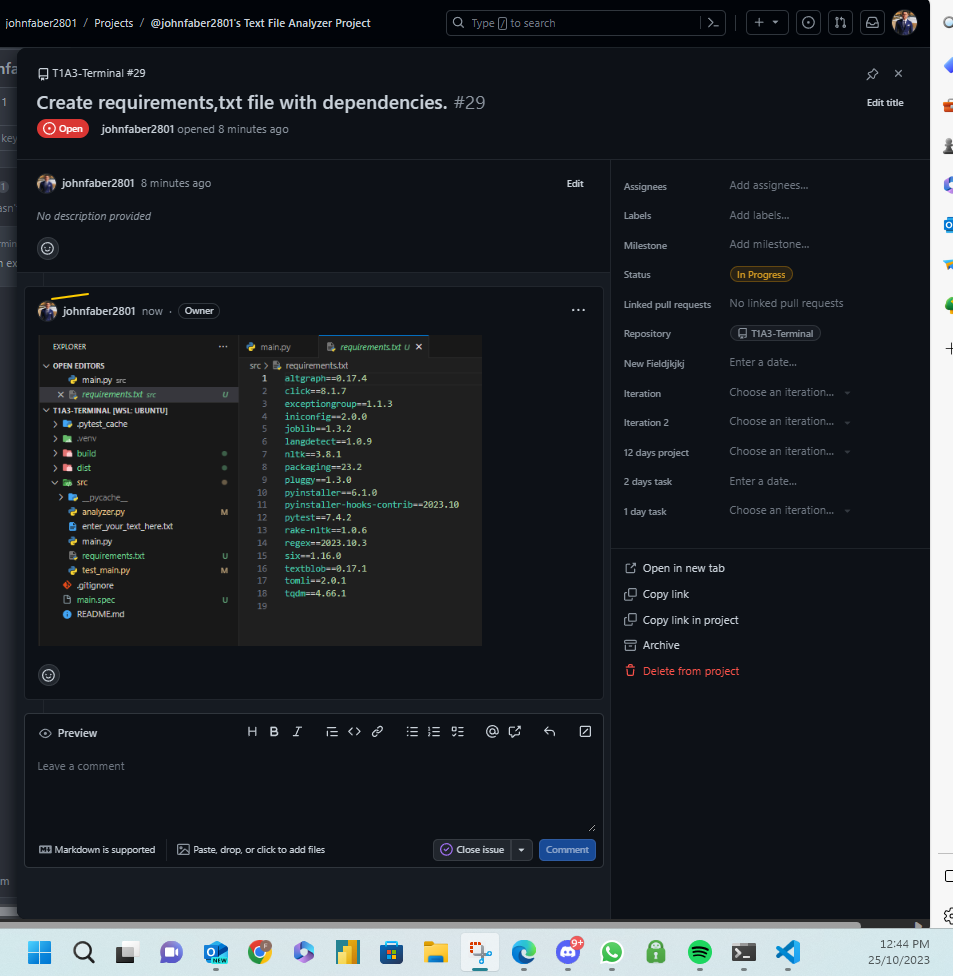 johnfaber2801 / Projects / @johnfaber2801's Text File Analyzer Project
Type / to search
T1A3-Terminal #29
Create requirements,txt file with dependencies. #29
Edit title
Open
johnfaber2801 opened 8 minutes ago
johnfaber2801 8 minutes ago
Edit
No description provided
johnfaber2801 now · Owner
EXPLORER
OPEN EDITORS
main.py src
requirements.txt src U
T1A3-TERMINAL [WSL: UBUNTU]
.pytest_cache
.venv
build
dist
src
__pycache__
analyzer.py M
enter_your_text_here.txt
main.py
requirements.txt U
test_main.py M
.gitignore
main.spec U
README.md
main.py
requirements.txt U
src > requirements.txt
1 altgraph==0.17.4
2 click==8.1.7
3 exceptiongroup==1.1.3
4 iniconfig==2.0.0
5 joblib==1.3.2
6 langdetect==1.0.9
7 nltk==3.8.1
8 packaging==23.2
9 pluggy==1.3.0
10 pyinstaller==6.1.0
11 pyinstaller-hooks-contrib==2023.10
12 pytest==7.4.2
13 rake-nltk==1.0.6
14 regex==2023.10.3
15 six==1.16.0
16 textblob==0.17.1
17 tomli==2.0.1
18 tqdm==4.66.1
19
Preview
Leave a comment
Markdown is supported
Paste, drop, or click to add files
Close issue
Comment
Assignees Add assignees...
Labels Add labels...
Milestone Add milestone...
Status In Progress
Linked pull requests No linked pull requests
Repository T1A3-Terminal
New Fieldjkjkj Enter a date...
Iteration Choose an iteration...
Iteration 2 Choose an iteration...
12 days project Choose an iteration...
2 days task Enter a date...
1 day task Choose an iteration...
Open in new tab
Copy link
Copy link in project
Archive
Delete from project
NEW
9+
12:44 PM
25/10/2023